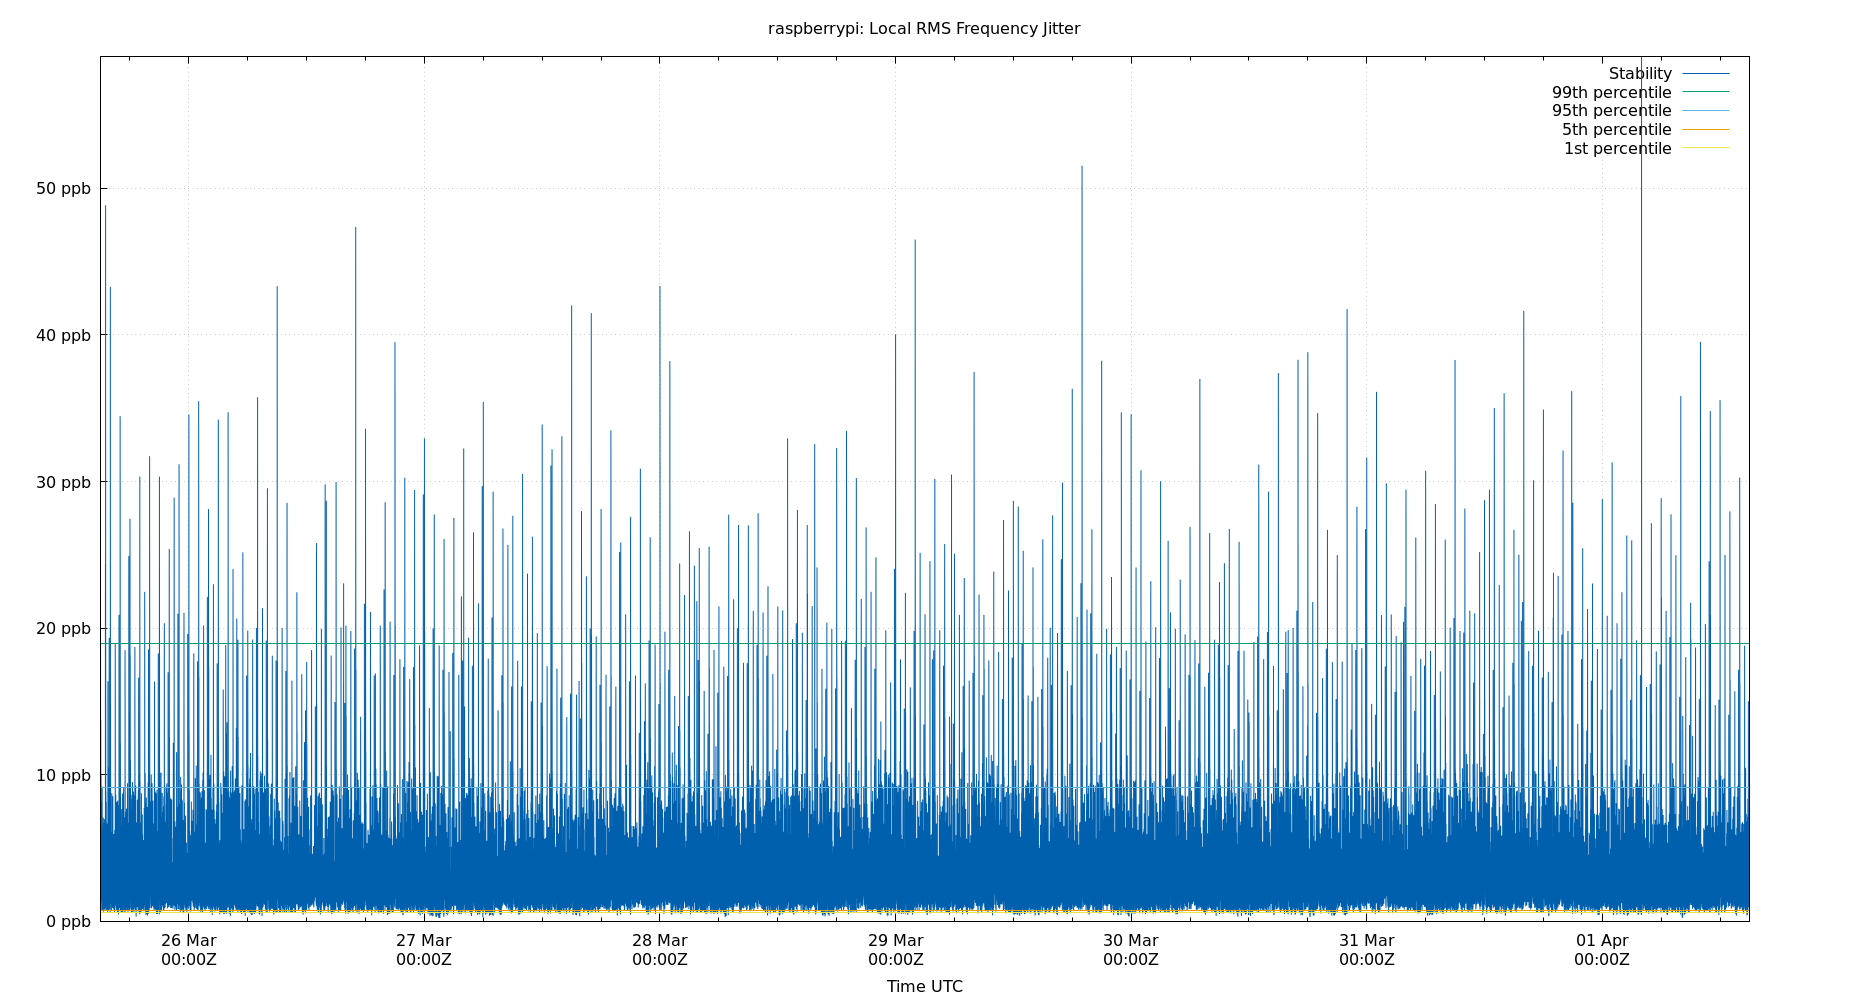 raspberrypi: Local RMS Frequency Jitter
Stability
99th percentile
95th percentile
5th percentile
1st percentile
50 ppb
40 ppb
30 ppb
20 ppb
10 ppb
0 ppb
26 Mar 27 Mar 28 Mar 29 Mar 30 Mar 31 Mar 01 Apr
00:00Z 00:00Z 00:00Z 00:00Z 00:00Z 00:00Z 00:00Z
Time UTC